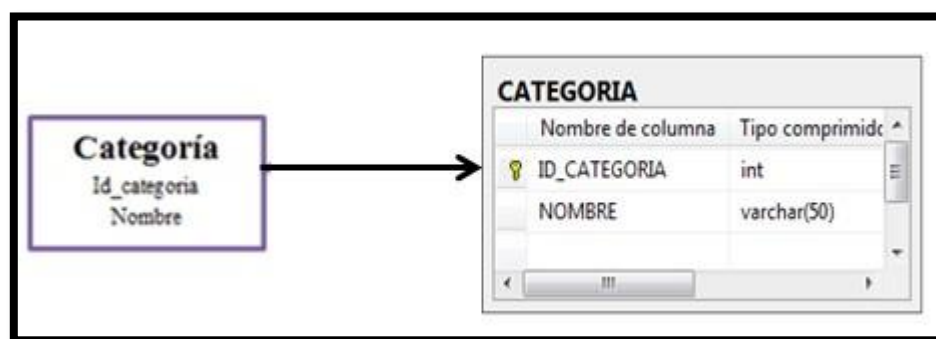 Categoría
Id_categoria
Nombre
CATEGORIA
Nombre de columna Tipo comprimido
ID_CATEGORIA int
NOMBRE varchar(50)